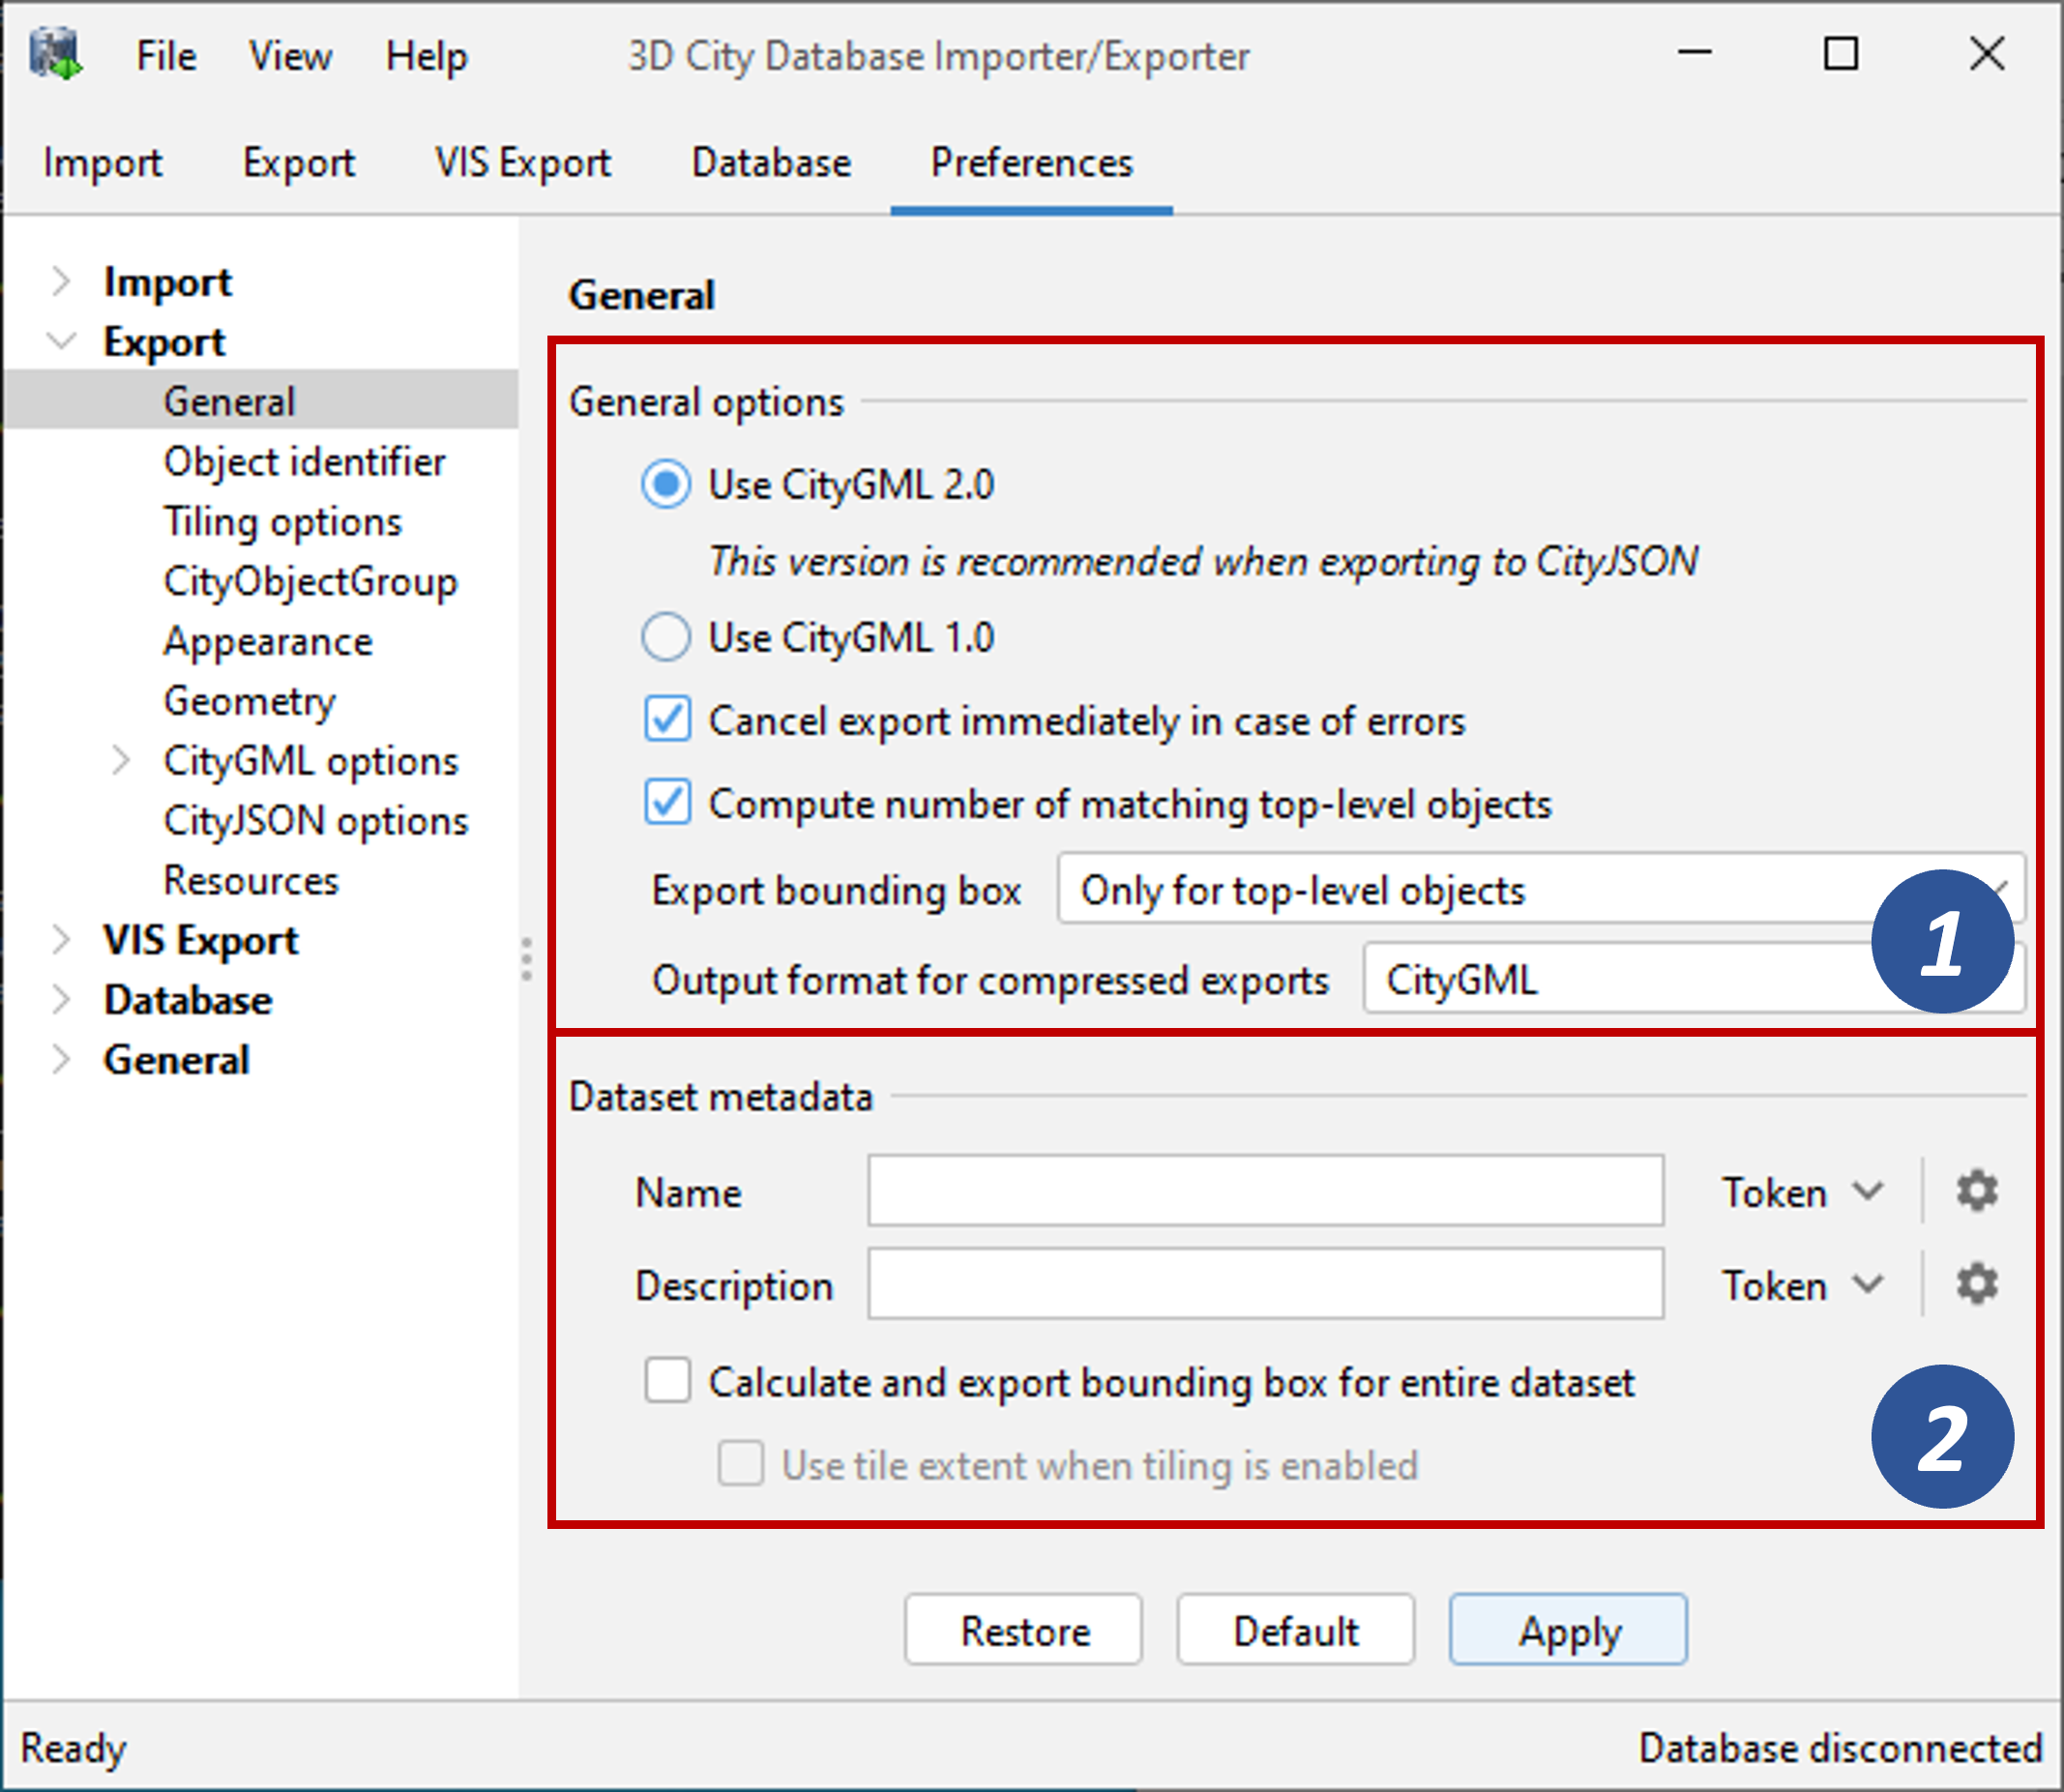 File View Help 3D City Database Importer/Exporter
Import Export VIS Export Database Preferences
Import
Export
General
Object identifier
Tiling options
CityObjectGroup
Appearance
Geometry
CityGML options
CityJSON options
Resources
VIS Export
Database
General
General
General options
Use CityGML 2.0
This version is recommended when exporting to CityJSON
Use CityGML 1.0
Cancel export immediately in case of errors
Compute number of matching top-level objects
Export bounding box Only for top-level objects
Output format for compressed exports CityGML
1
Dataset metadata
Name Token
Description Token
Calculate and export bounding box for entire dataset
Use tile extent when tiling is enabled
2
Restore Default Apply
Ready Database disconnected